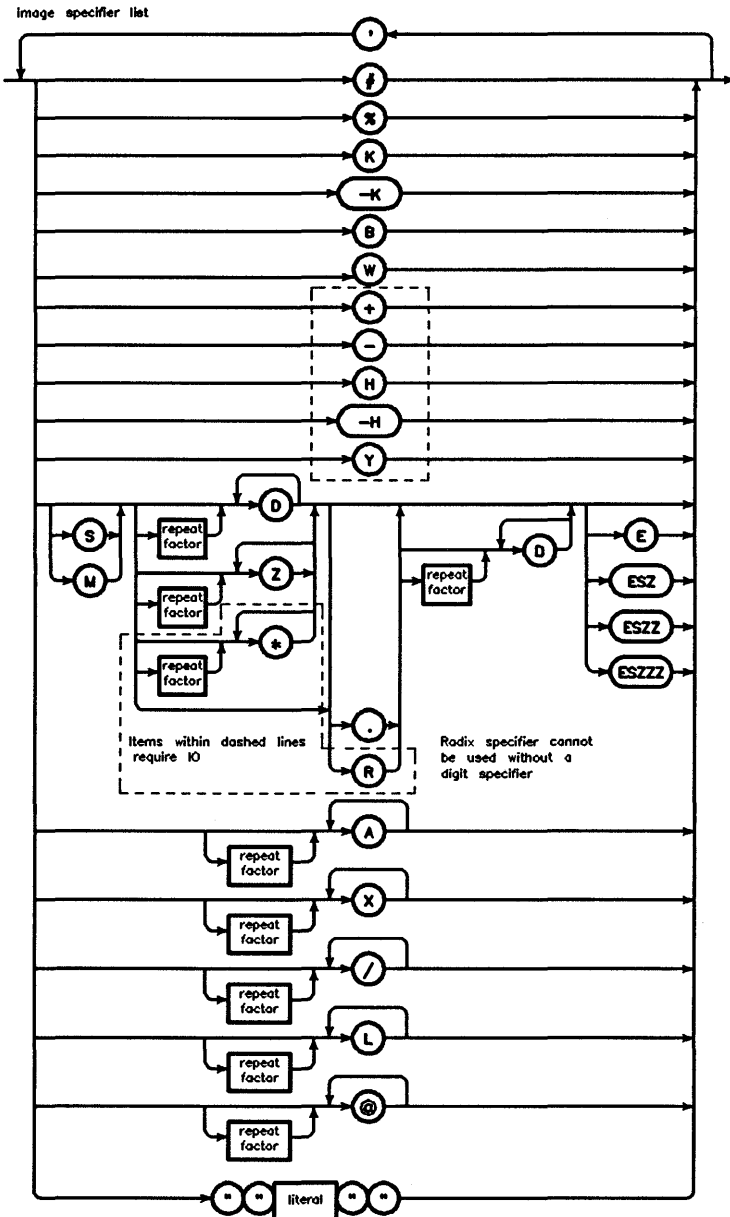 image specifier list
,
#
%
K
-K
B
W
+
-
H
-H
Y
S
M
repeat factor
D
repeat factor
Z
repeat factor
*
.
R
repeat factor
D
E
ESZ
ESZZ
ESZZZ
Items within dashed lines
require IO
Radix specifier cannot
be used without a
digit specifier
repeat factor
A
repeat factor
X
repeat factor
/
repeat factor
L
repeat factor
@
" " literal " "